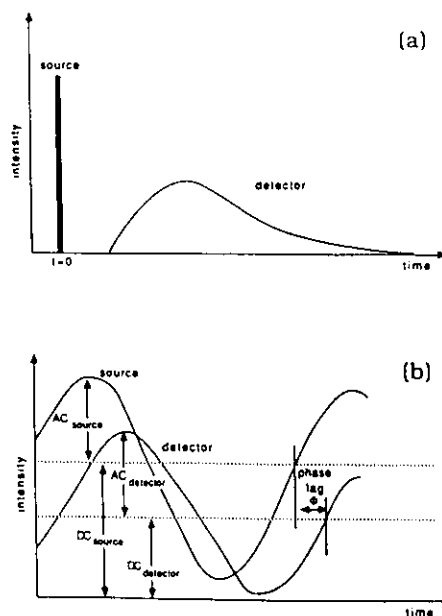 (a)
source
intensity
detector
t=0
time
(b)
source
AC source
detector
AC detector
phase
lag
Φ
intensity
DC source
DC detector
time